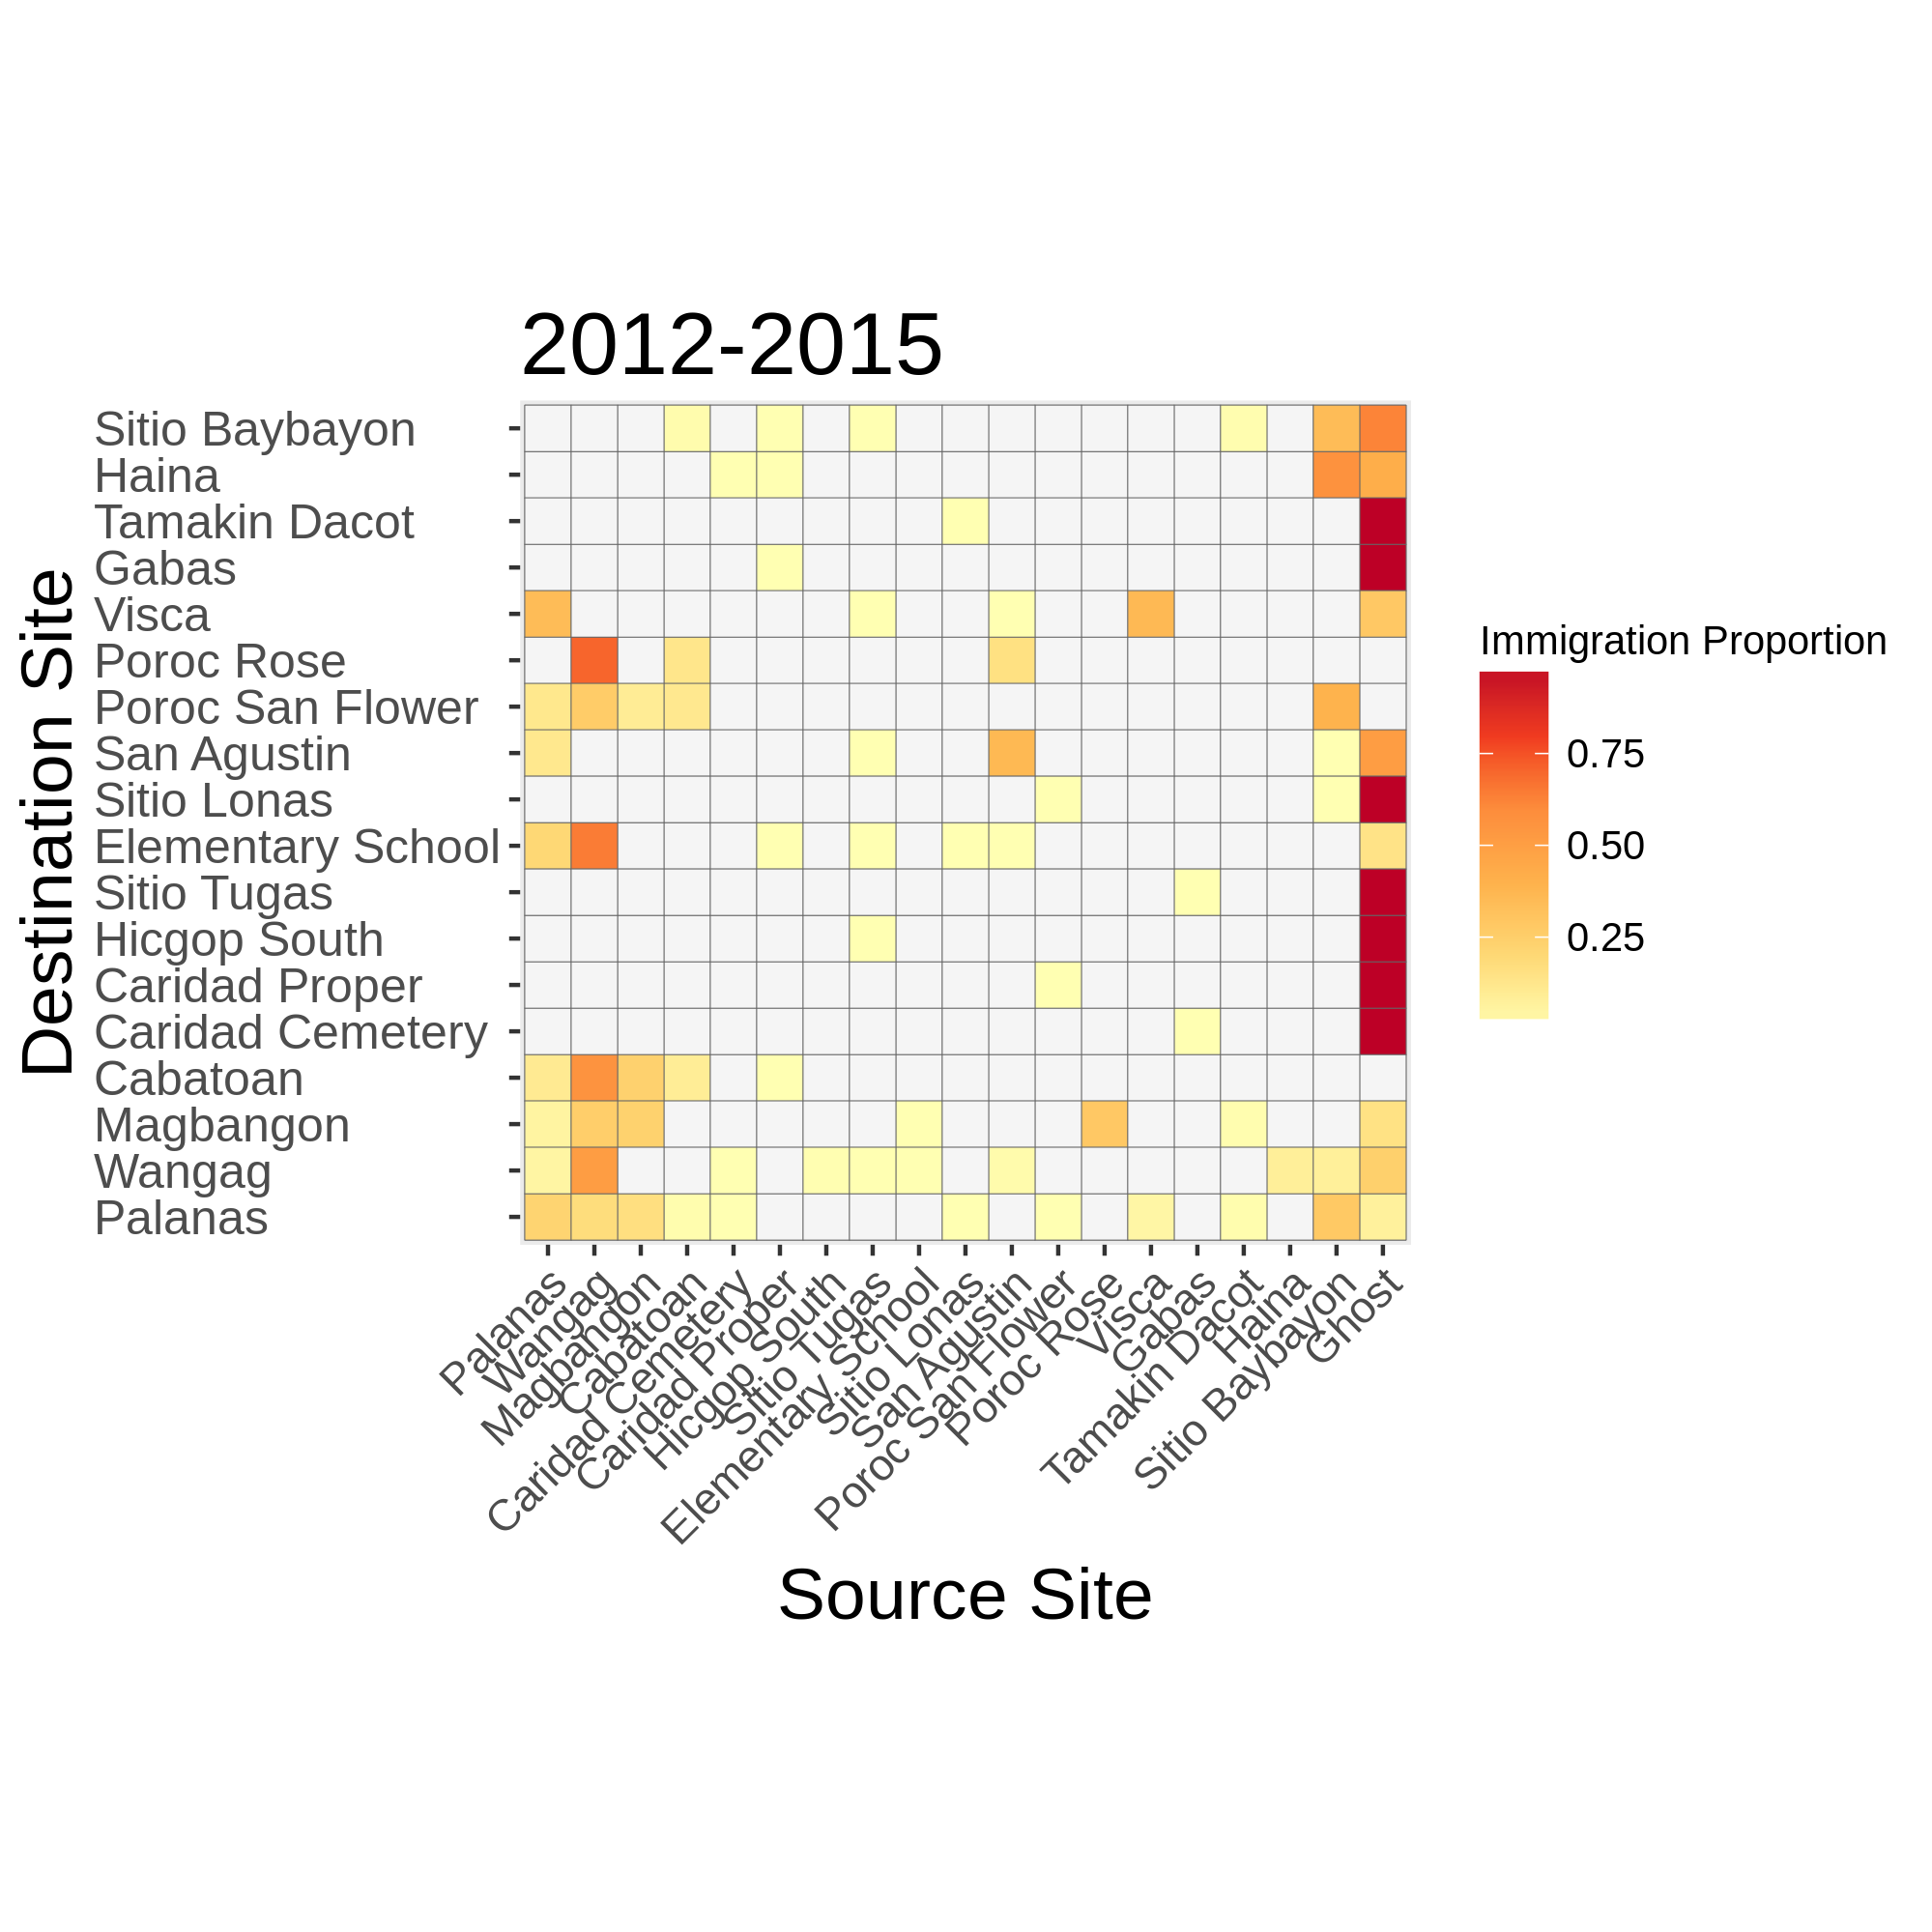 2012-2015
Destination Site
Sitio Baybayon
Haina
Tamakin Dacot
Gabas
Visca
Poroc Rose
Poroc San Flower
San Agustin
Sitio Lonas
Elementary School
Sitio Tugas
Hicgop South
Caridad Proper
Caridad Cemetery
Cabatoan
Magbangon
Wangag
Palanas
Palanas
Wangag
Magbangon
Cabatoan
Caridad Cemetery
Caridad Proper
Hicgop South
Sitio Tugas
Elementary School
Sitio Lonas
San Agustin
Poroc San Flower
Poroc Rose
Visca
Gabas
Tamakin Dacot
Haina
Sitio Baybayon
Ghost
Source Site
Immigration Proportion
0.75
0.50
0.25